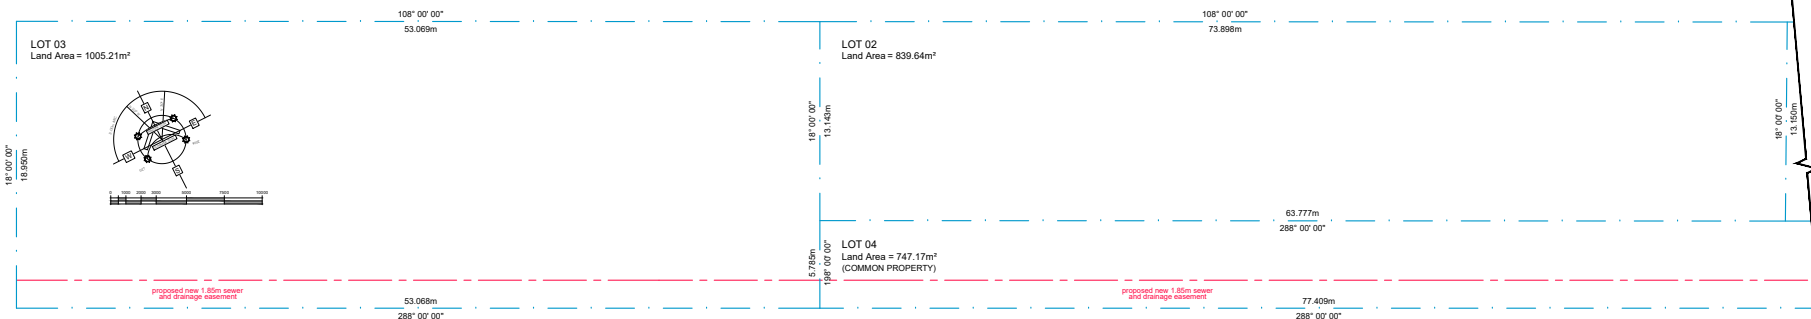 108° 00' 00"
53.069m
108° 00' 00"
73.898m
LOT 03
Land Area = 1005.21m²
LOT 02
Land Area = 839.64m²
N
E
W
S
18° 00' 00"
18.950m
18° 00' 00"
13.143m
18° 00' 00"
13.150m
0 1000 2000 3000 5000 7500 10000
63.777m
288° 00' 00"
LOT 04
Land Area = 747.17m²
(COMMON PROPERTY)
5.785m
198° 00' 00"
proposed new 1.85m sewer
and drainage easement
proposed new 1.85m sewer
and drainage easement
53.068m
288° 00' 00"
77.409m
288° 00' 00"